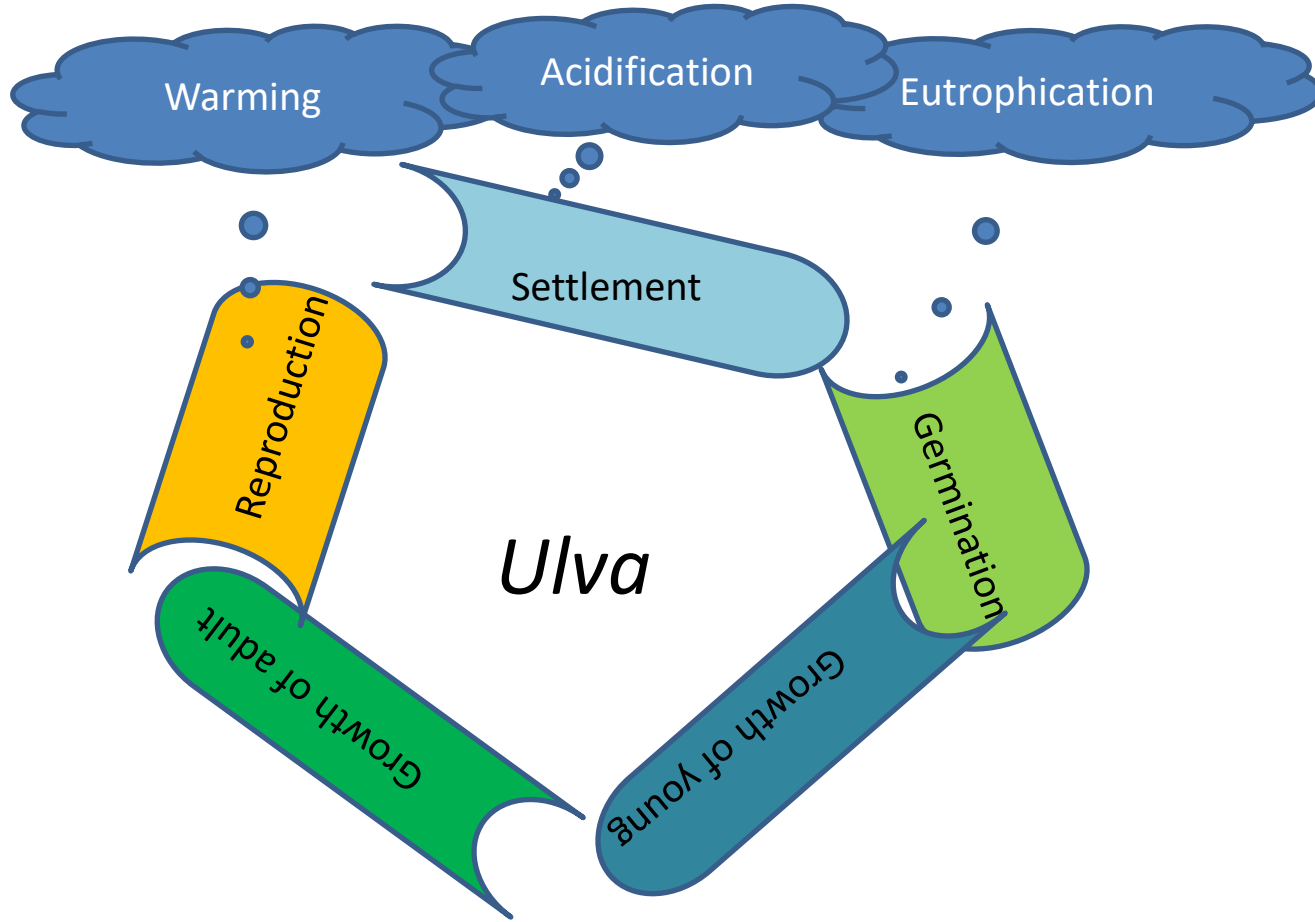 Warming
Acidification
Eutrophication
Settlement
Reproduction
Germination
Ulva
Growth of adult
Growth of young